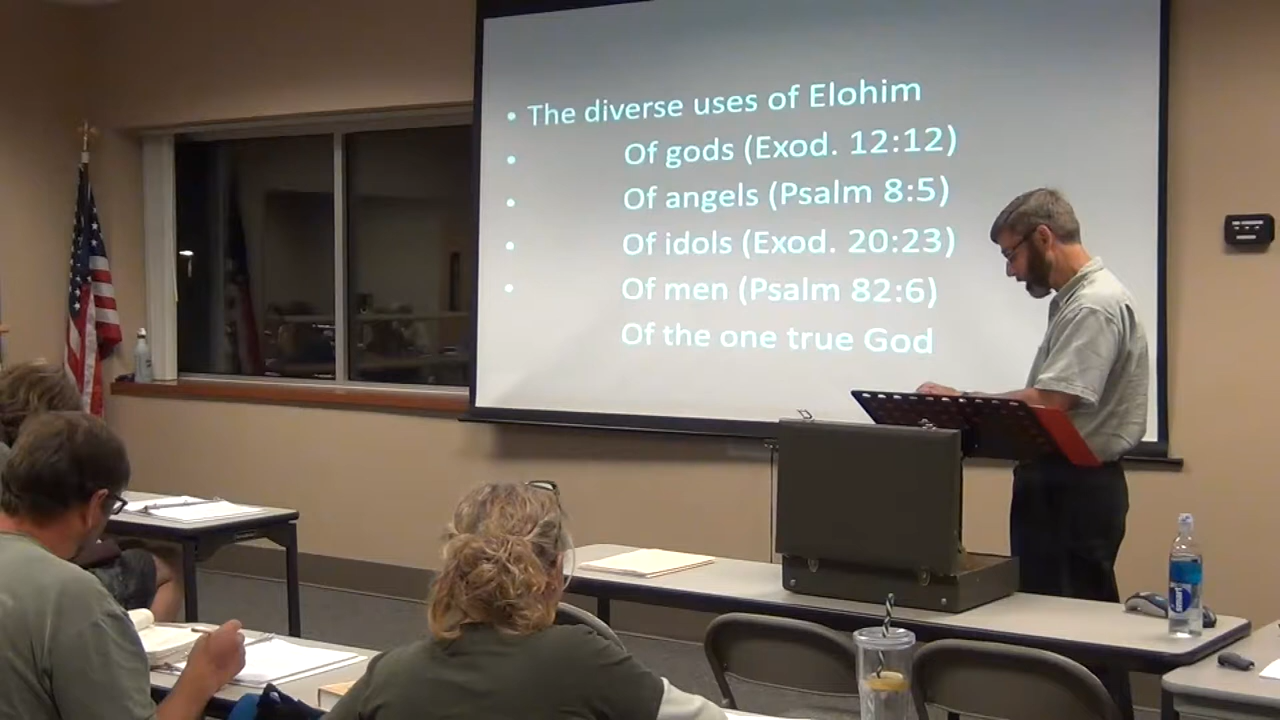 • The diverse uses of Elohim
• Of gods (Exod. 12:12)
• Of angels (Psalm 8:5)
• Of idols (Exod. 20:23)
• Of men (Psalm 82:6)
Of the one true God